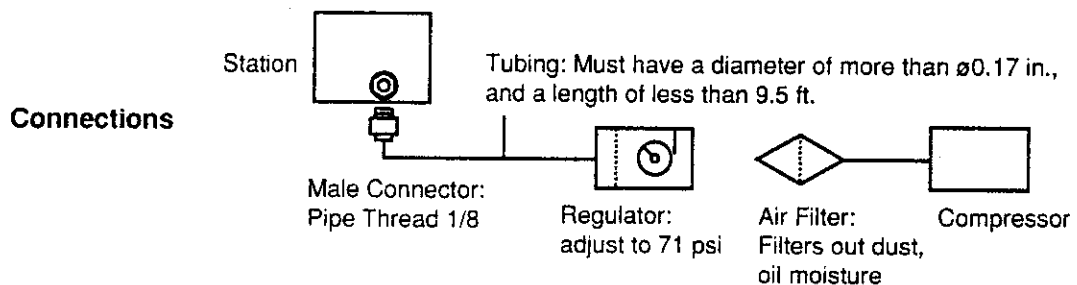 Station
Tubing: Must have a diameter of more than ø0.17 in.,
and a length of less than 9.5 ft.
Connections
Male Connector:
Pipe Thread 1/8
Regulator:
adjust to 71 psi
Air Filter:
Filters out dust,
oil moisture
Compressor